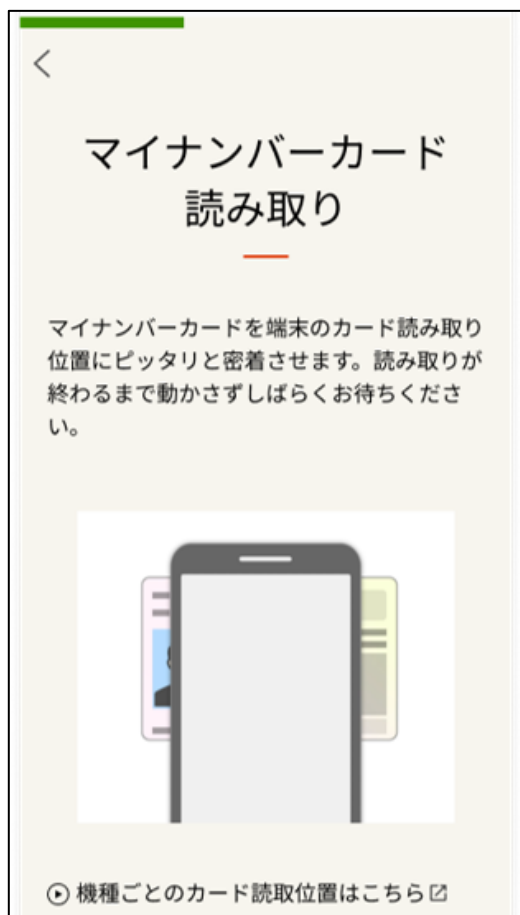 マイナンバーカード
読み取り
マイナンバーカードを端末のカード読み取り
位置にピッタリと密着させます。読み取りが
終わるまで動かさずしばらくお待ちくださ
い。
機種ごとのカード読取位置はこちら